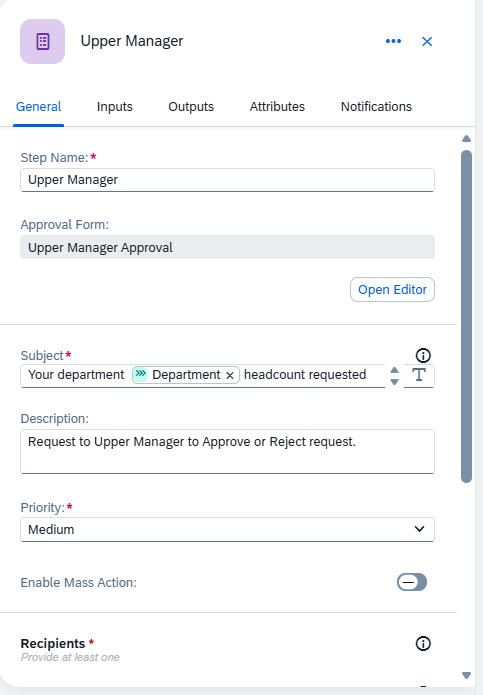 Upper Manager
General Inputs Outputs Attributes Notifications
Step Name:*
Upper Manager
Approval Form:
Upper Manager Approval
Open Editor
Subject*
Your department Department × headcount requested
T
Description:
Request to Upper Manager to Approve or Reject request.
Priority:*
Medium
Enable Mass Action:
Recipients *
Provide at least one